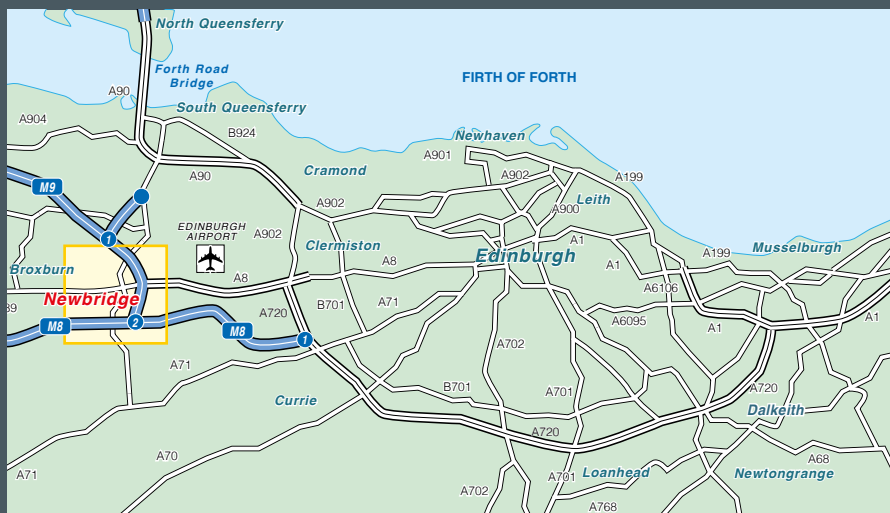 North Queensferry
Forth Road
Bridge
FIRTH OF FORTH
A90
South Queensferry
A904
B924
Newhaven
A901
Cramond
A90
A902
A199
M9
A902
Leith
A900
1
EDINBURGH
AIRPORT
A902
Clermiston
A1
Edinburgh
A199
Musselburgh
Broxburn
A8
A8
A1
Newbridge
A6106
A720
B701
A71
A1
89
M8
2
M8
1
A6095
A1
A702
A71
B701
A701
A720
Currie
Dalkeith
A720
A70
A71
A68
A701
Loanhead
Newtongrange
A702
A768